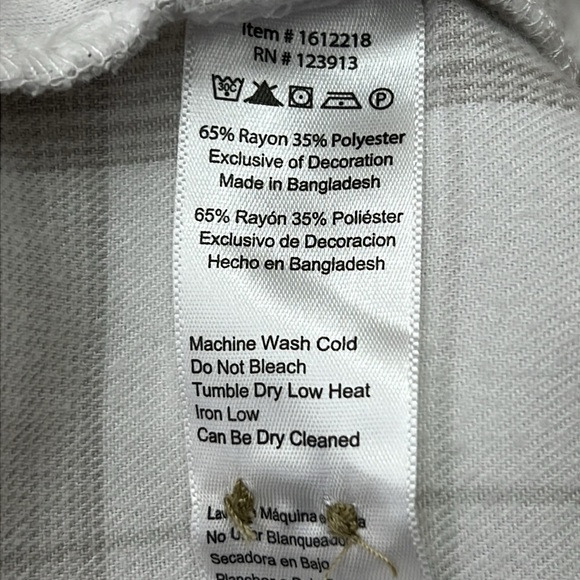 Item # 1612218
RN # 123913
30C P
65% Rayon 35% Polyester
Exclusive of Decoration
Made in Bangladesh
65% Rayón 35% Poliéster
Exclusivo de Decoracion
Hecho en Bangladesh
Machine Wash Cold
Do Not Bleach
Tumble Dry Low Heat
Iron Low
Can Be Dry Cleaned
Máquina
No
Secadora en Bajo